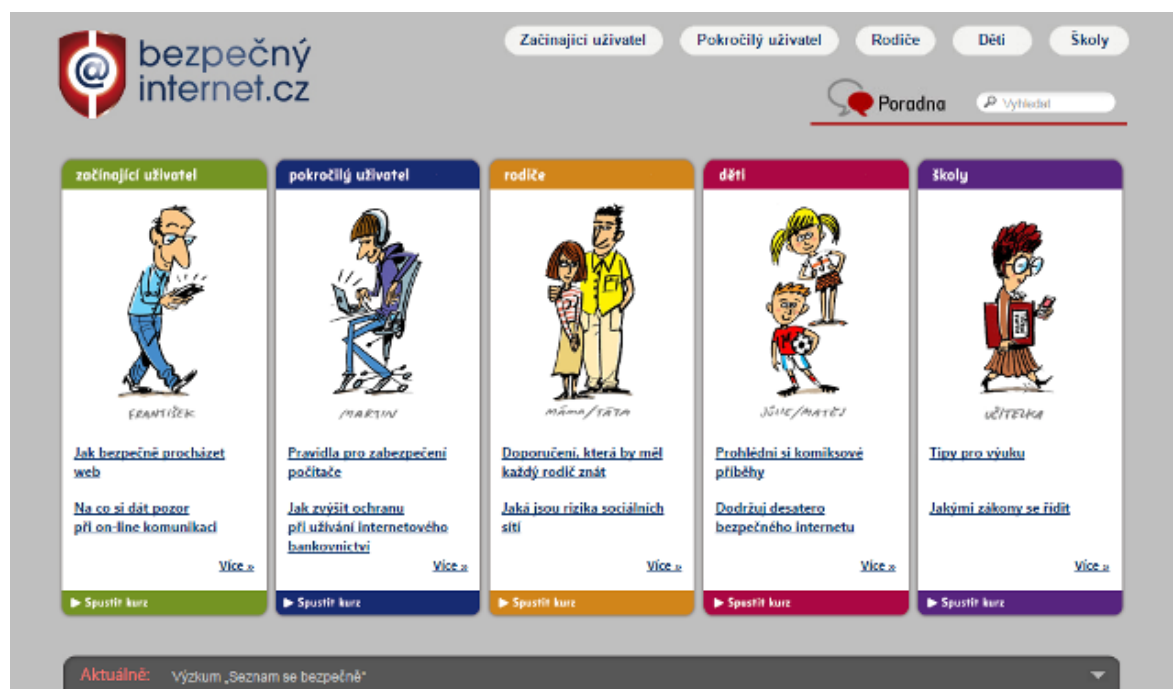 bezpečný
internet.cz
Začínající uživatel
Pokročilý uživatel
Rodiče
Děti
Školy
Poradna
Vyhledat
začínající uživatel
FRANTIŠEK
Jak bezpečně procházet
web
Na co si dát pozor
při on-line komunikaci
Více »
Spustit kurz
pokročilý uživatel
MARTIN
Pravidla pro zabezpečení
počítače
Jak zvýšit ochranu
při užívání internetového
bankovnictví
Více »
Spustit kurz
rodiče
MÁMA/TÁTA
Doporučení, která by měl
každý rodič znát
Jaká jsou rizika sociálních
sítí
Více »
Spustit kurz
děti
JŮLIE/MATĚJ
Prohlédni si komiksové
příběhy
Dodržuj desatero
bezpečného internetu
Více »
Spustit kurz
školy
UČITELKA
Tipy pro výuku
Jakými zákony se řídit
Více »
Spustit kurz
Aktuálně: Výzkum „Seznam se bezpečně"